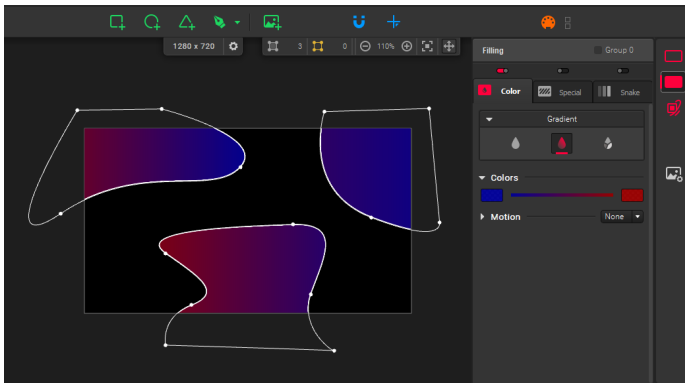 1280 x 720
3
0
110%
Filling
Group 0
Color
Special
Snake
Gradient
Colors
Motion
None